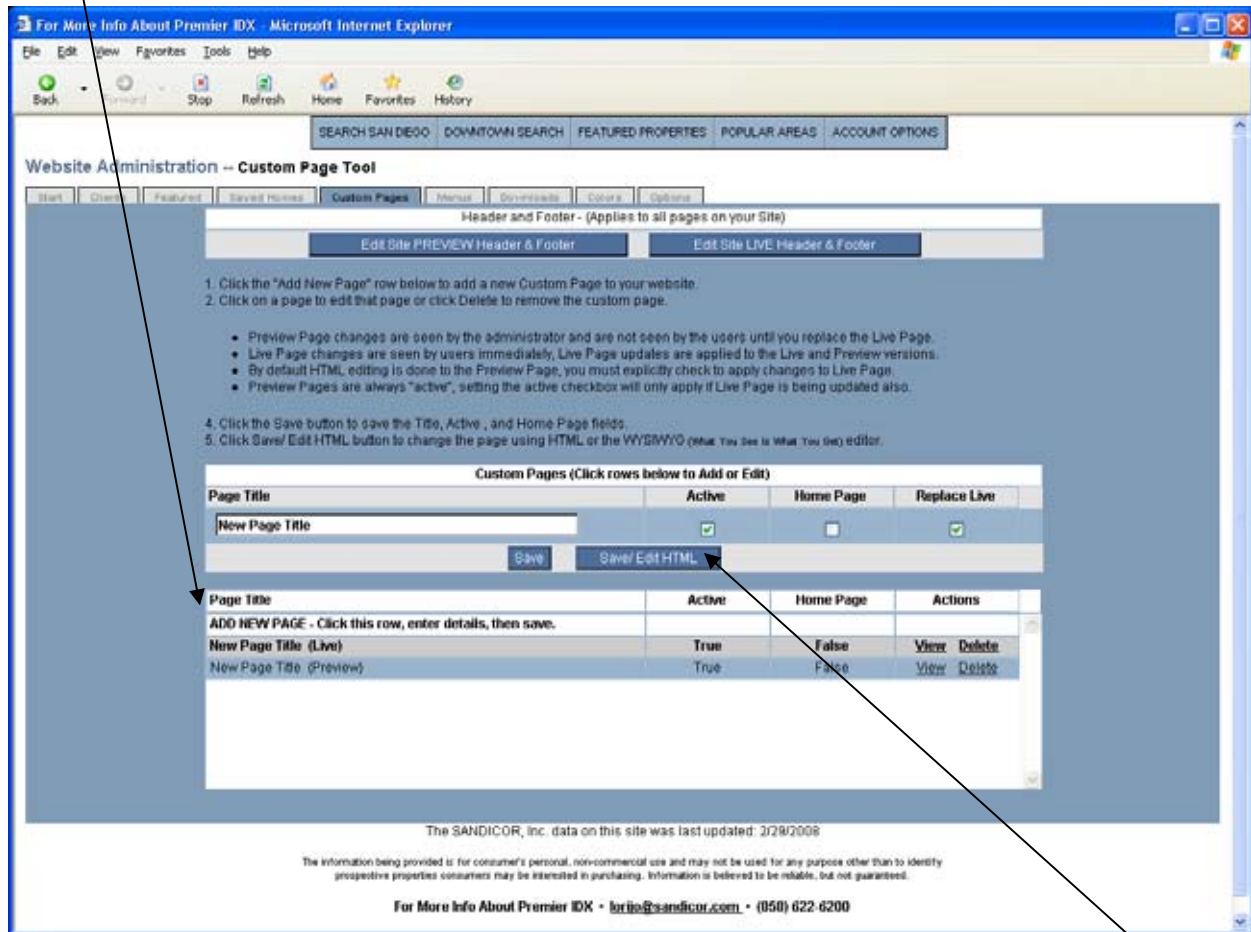 For More Info About Premier IDX - Microsoft Internet Explorer
File Edit View Favorites Tools Help
Back Forward Stop Refresh Home Favorites History
SEARCH SAN DIEGO DOWNTOWN SEARCH FEATURED PROPERTIES POPULAR AREAS ACCOUNT OPTIONS
Website Administration -- Custom Page Tool
Start Clients Featured Saved Homes Custom Pages Menus Downloads Colors Options
Header and Footer - (Applies to all pages on your Site)
Edit Site PREVIEW Header & Footer Edit Site LIVE Header & Footer
1. Click the "Add New Page" row below to add a new Custom Page to your website.
2. Click on a page to edit that page or click Delete to remove the custom page.
• Preview Page changes are seen by the administrator and are not seen by the users until you replace the Live Page.
• Live Page changes are seen by users immediately, Live Page updates are applied to the Live and Preview versions.
• By default HTML editing is done to the Preview Page, you must explicitly check to apply changes to Live Page.
• Preview Pages are always "active", setting the active checkbox will only apply if Live Page is being updated also.
4. Click the Save button to save the Title, Active , and Home Page fields.
5. Click Save/ Edit HTML button to change the page using HTML or the WYSIWYG (What You See Is What You Get) editor.
Custom Pages (Click rows below to Add or Edit)
Page Title Active Home Page Replace Live
New Page Title
Save Save/ Edit HTML
Page Title Active Home Page Actions
ADD NEW PAGE - Click this row, enter details, then save.
New Page Title (Live) True False View Delete
New Page Title (Preview) True False View Delete
The SANDICOR, Inc. data on this site was last updated: 2/29/2008
The information being provided is for consumer's personal, non-commercial use and may not be used for any purpose other than to identify
prospective properties consumers may be interested in purchasing. Information is believed to be reliable, but not guaranteed.
For More Info About Premier IDX • lorijo@sandicor.com • (858) 622-6200